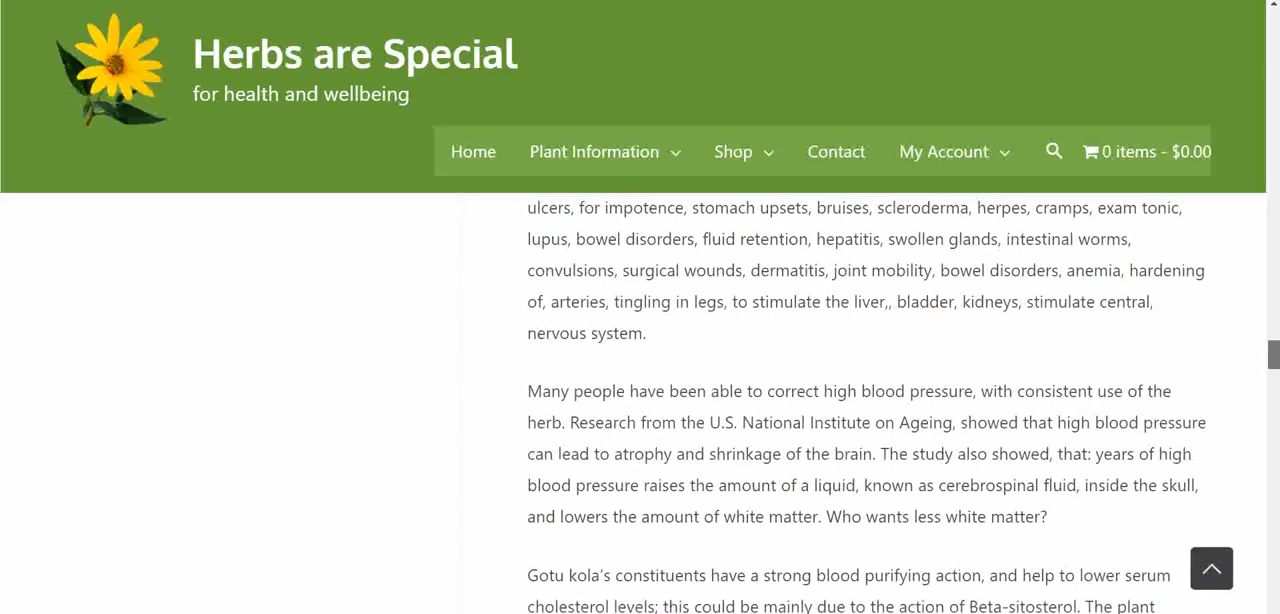 Herbs are Special
for health and wellbeing
Home Plant Information Shop Contact My Account 0 items - $0.00
ulcers, for impotence, stomach upsets, bruises, scleroderma, herpes, cramps, exam tonic,
lupus, bowel disorders, fluid retention, hepatitis, swollen glands, intestinal worms,
convulsions, surgical wounds, dermatitis, joint mobility, bowel disorders, anemia, hardening
of, arteries, tingling in legs, to stimulate the liver,, bladder, kidneys, stimulate central,
nervous system.
Many people have been able to correct high blood pressure, with consistent use of the
herb. Research from the U.S. National Institute on Ageing, showed that high blood pressure
can lead to atrophy and shrinkage of the brain. The study also showed, that: years of high
blood pressure raises the amount of a liquid, known as cerebrospinal fluid, inside the skull,
and lowers the amount of white matter. Who wants less white matter?
Gotu kola’s constituents have a strong blood purifying action, and help to lower serum
cholesterol levels; this could be mainly due to the action of Beta-sitosterol. The plant